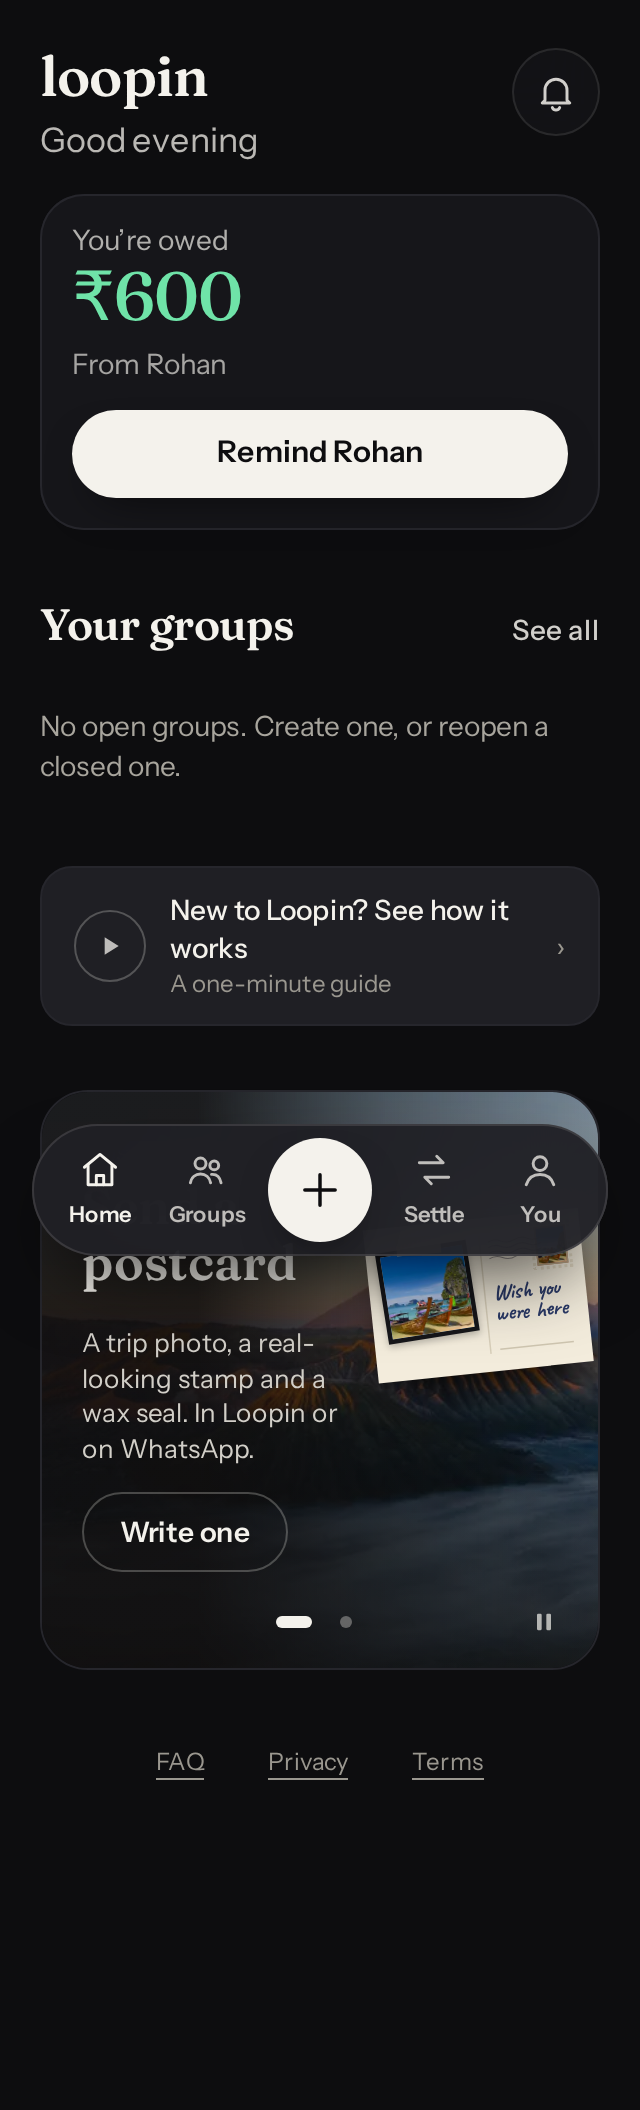 loopin
Good evening
You’re owed
₹600
From Rohan
Remind Rohan
Your groups
See all
No open groups. Create one, or reopen a
closed one.
New to Loopin? See how it
works
A one-minute guide
›
Home
Groups
Settle
You
postcard
Wish you
were here
A trip photo, a real-
looking stamp and a
wax seal. In Loopin or
on WhatsApp.
Write one
FAQ
Privacy
Terms